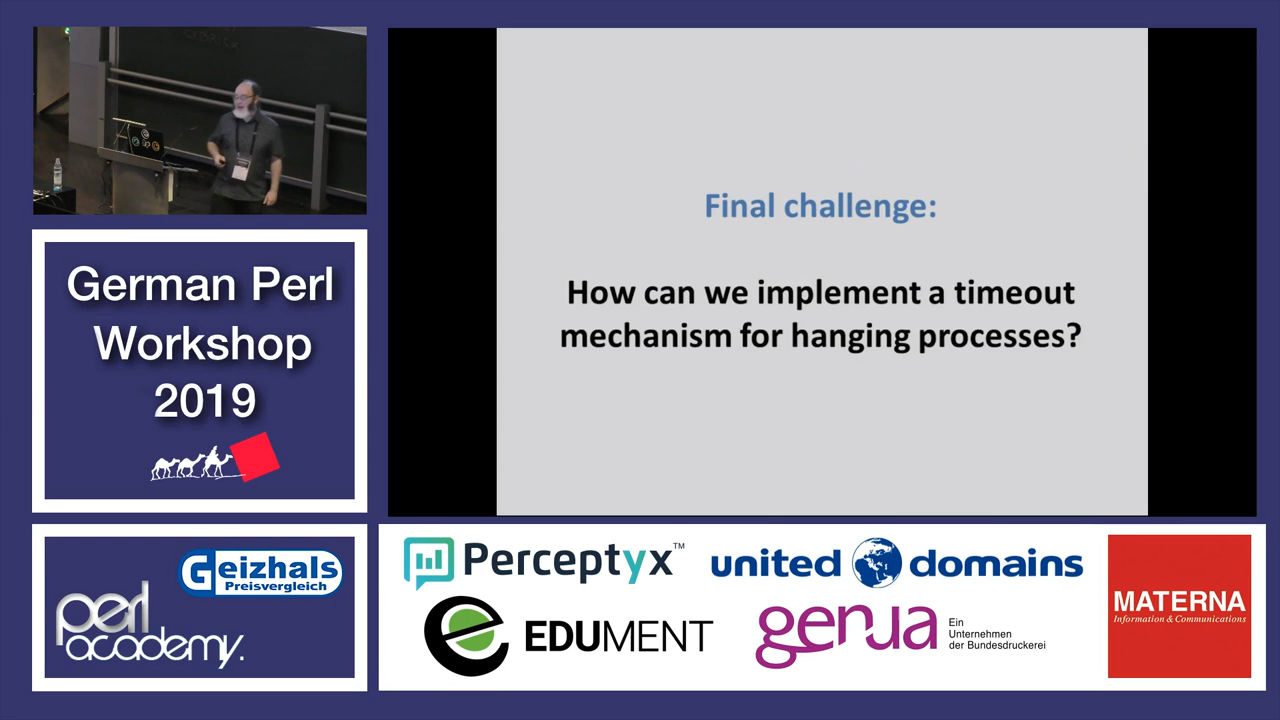 Final challenge:
How can we implement a timeout
mechanism for hanging processes?
German Perl
Workshop
2019
Geizhals
Preisvergleich
perl
academy.
Perceptyx™
united domains
MATERNA
Information & Communications
EDUMENT
genua
Ein
Unternehmen
der Bundesdruckerei